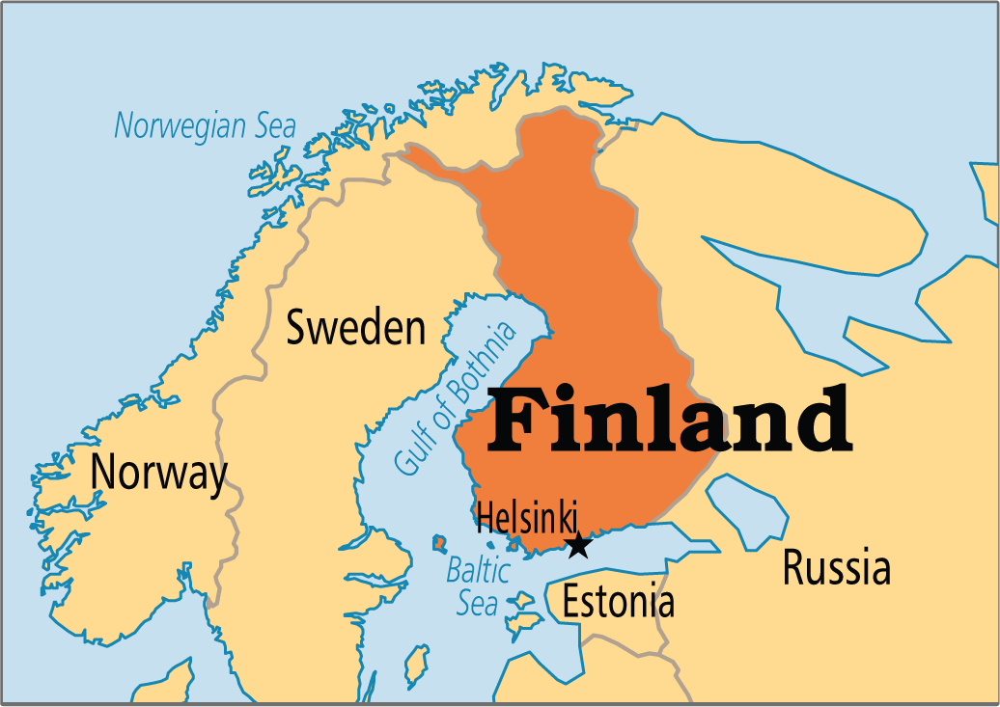 Norwegian Sea
Sweden
Gulf of Bothnia
Finland
Norway
Helsinki
Baltic
Sea
Estonia
Russia